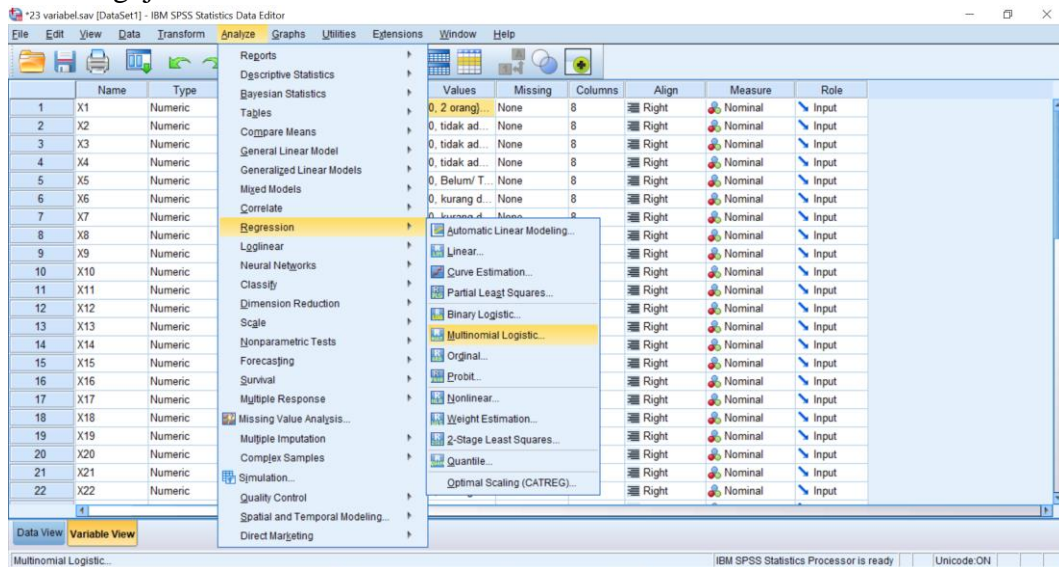 *23 variabel.sav [DataSet1] - IBM SPSS Statistics Data Editor
File Edit View Data Transform Analyze Graphs Utilities Extensions Window Help
Name Type Values Missing Columns Align Measure Role
1 X1 Numeric 0, 2 orang}... None 8 Right Nominal Input
2 X2 Numeric 0, tidak ad... None 8 Right Nominal Input
3 X3 Numeric 0, tidak ad... None 8 Right Nominal Input
4 X4 Numeric 0, tidak ad... None 8 Right Nominal Input
5 X5 Numeric 0, Belum/ T... None 8 Right Nominal Input
6 X6 Numeric 0, kurang d... None 8 Right Nominal Input
7 X7 Numeric 0, kurang d... None 8 Right Nominal Input
8 X8 Numeric Right Nominal Input
9 X9 Numeric Right Nominal Input
10 X10 Numeric Right Nominal Input
11 X11 Numeric Right Nominal Input
12 X12 Numeric Right Nominal Input
13 X13 Numeric Right Nominal Input
14 X14 Numeric Right Nominal Input
15 X15 Numeric Right Nominal Input
16 X16 Numeric Right Nominal Input
17 X17 Numeric Right Nominal Input
18 X18 Numeric Right Nominal Input
19 X19 Numeric Right Nominal Input
20 X20 Numeric Right Nominal Input
21 X21 Numeric Right Nominal Input
22 X22 Numeric Right Nominal Input
Reports
Descriptive Statistics
Bayesian Statistics
Tables
Compare Means
General Linear Model
Generalized Linear Models
Mixed Models
Correlate
Regression
Loglinear
Neural Networks
Classify
Dimension Reduction
Scale
Nonparametric Tests
Forecasting
Survival
Multiple Response
Missing Value Analysis...
Multiple Imputation
Complex Samples
Simulation...
Quality Control
Spatial and Temporal Modeling...
Direct Marketing
Automatic Linear Modeling...
Linear...
Curve Estimation...
Partial Least Squares...
Binary Logistic...
Multinomial Logistic...
Ordinal...
Probit...
Nonlinear...
Weight Estimation...
2-Stage Least Squares...
Quantile...
Optimal Scaling (CATREG)...
Data View Variable View
Multinomial Logistic... IBM SPSS Statistics Processor is ready Unicode:ON